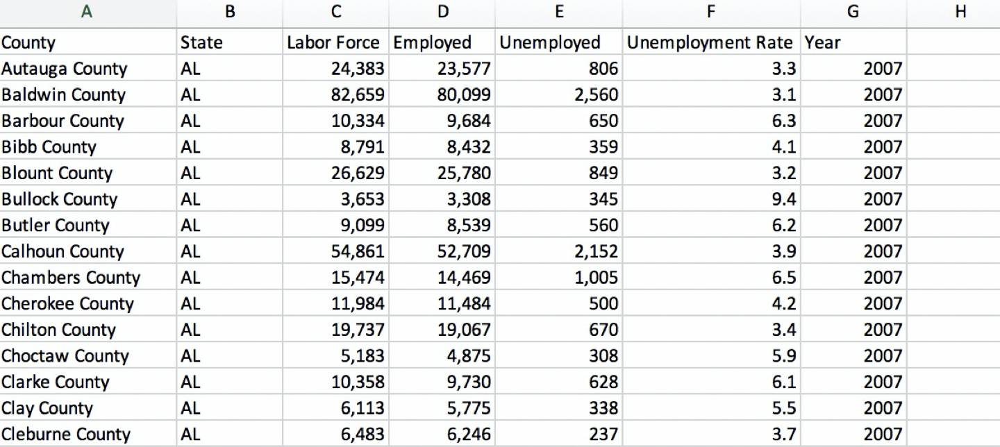 A B C D E F G H
County State Labor Force Employed Unemployed Unemployment Rate Year
Autauga County AL 24,383 23,577 806 3.3 2007
Baldwin County AL 82,659 80,099 2,560 3.1 2007
Barbour County AL 10,334 9,684 650 6.3 2007
Bibb County AL 8,791 8,432 359 4.1 2007
Blount County AL 26,629 25,780 849 3.2 2007
Bullock County AL 3,653 3,308 345 9.4 2007
Butler County AL 9,099 8,539 560 6.2 2007
Calhoun County AL 54,861 52,709 2,152 3.9 2007
Chambers County AL 15,474 14,469 1,005 6.5 2007
Cherokee County AL 11,984 11,484 500 4.2 2007
Chilton County AL 19,737 19,067 670 3.4 2007
Choctaw County AL 5,183 4,875 308 5.9 2007
Clarke County AL 10,358 9,730 628 6.1 2007
Clay County AL 6,113 5,775 338 5.5 2007
Cleburne County AL 6,483 6,246 237 3.7 2007